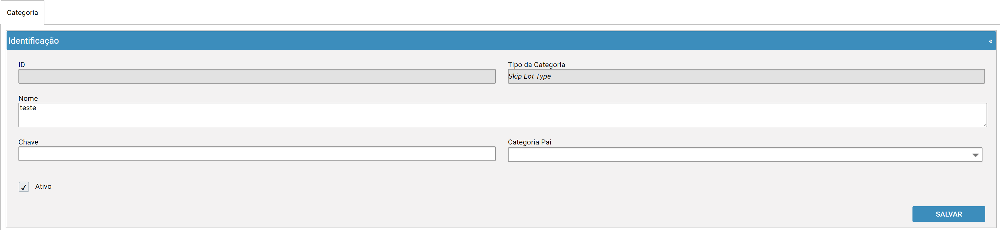 Categoria
Identificação «
ID
Tipo da Categoria
Skip Lot Type
Nome
teste
Chave
Categoria Pai
Ativo
SALVAR